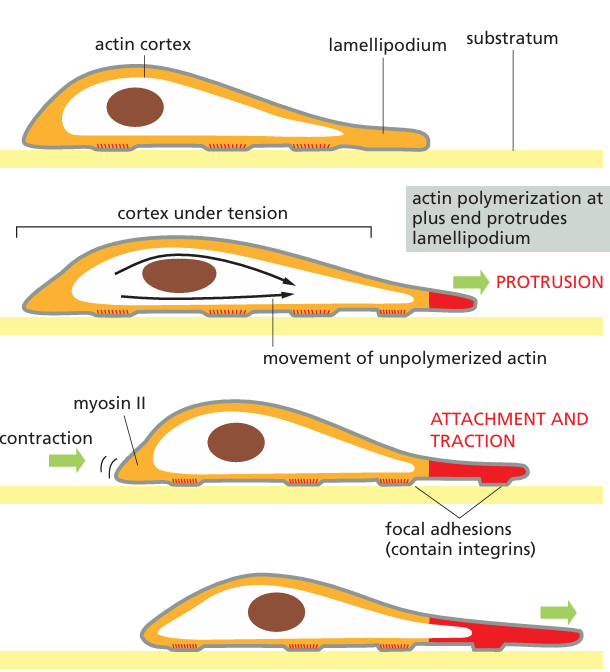 actin cortex
lamellipodium
substratum
cortex under tension
actin polymerization at
plus end protrudes
lamellipodium
PROTRUSION
movement of unpolymerized actin
myosin II
contraction
ATTACHMENT AND
TRACTION
focal adhesions
(contain integrins)